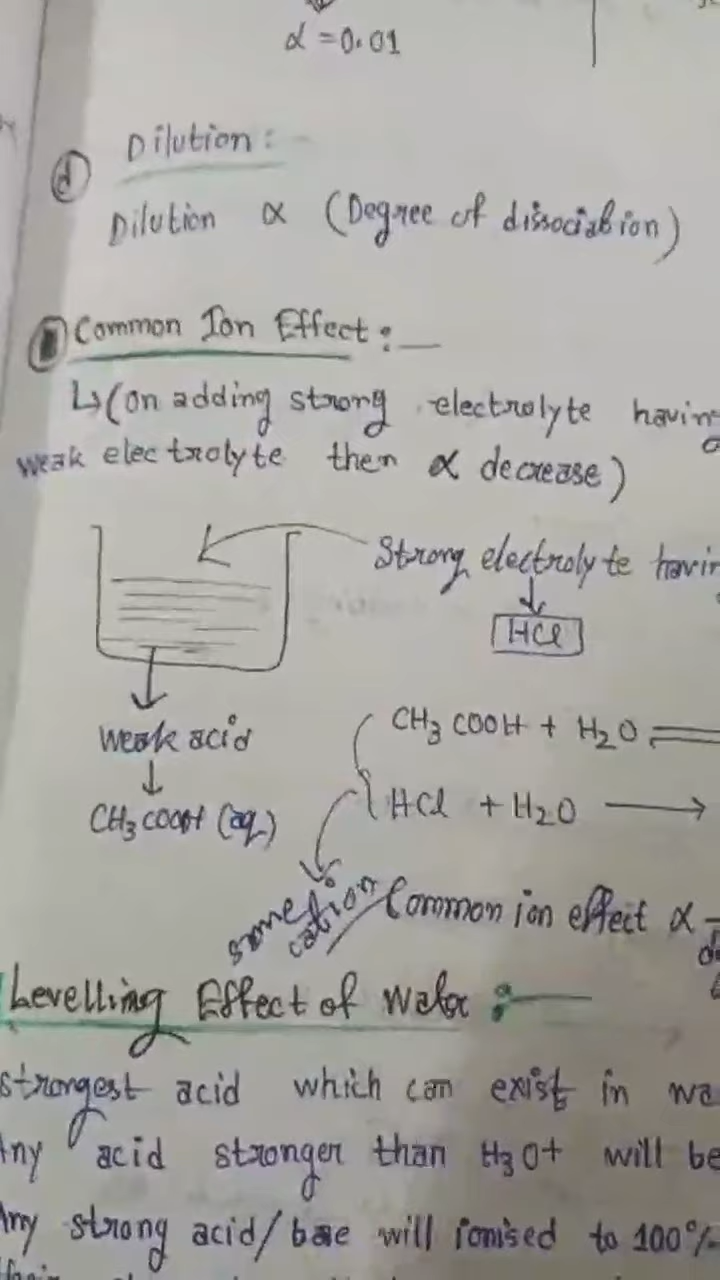 α = 0.01
d
Dilution :-
Dilution ∝ (Degree of dissociation)
Common Ion Effect :—
↳ (On adding strong electrolyte having
weak electrolyte then α decrease)
Strong electrolyte havin
↓
HCl
↓
weak acid
↓
CH3COOH (aq.)
CH3COOH + H2O ⇌
HCl + H2O →
same cation
Common ion effect ∝
Levelling Effect of Water :—
Strongest acid which can exist in wa
Any acid stronger than H3O+ will be
Any strong acid/base will ionised to 100%